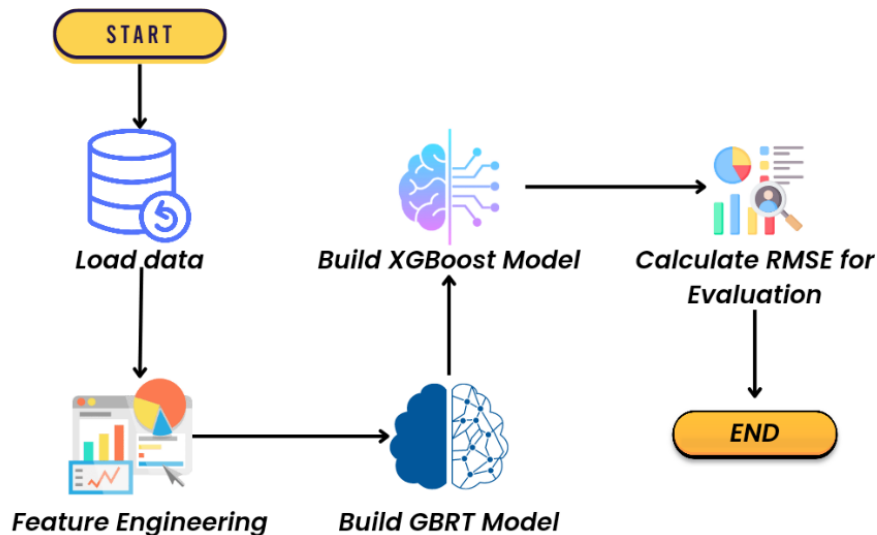 START
Load data
Feature Engineering
Build GBRT Model
Build XGBoost Model
Calculate RMSE for
Evaluation
END